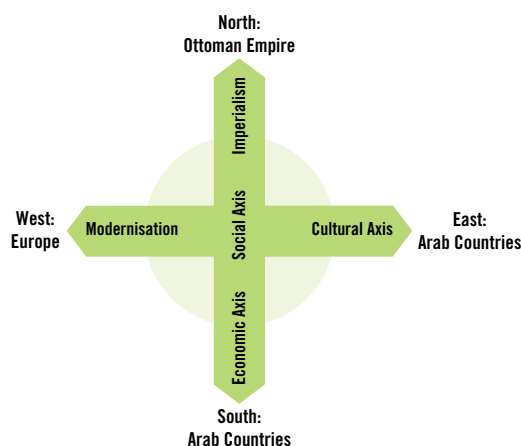 North:
Ottoman Empire
Imperialism
West:
Europe
Modernisation
Social Axis
Cultural Axis
East:
Arab Countries
Economic Axis
South:
Arab Countries